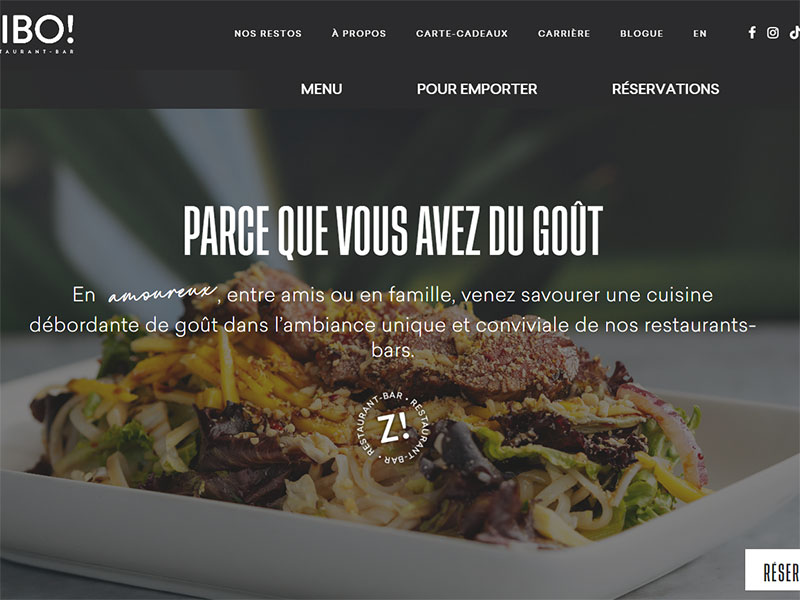 IBO!
TAURANT-BAR
NOS RESTOS À PROPOS CARTE-CADEAUX CARRIÈRE BLOGUE EN
MENU POUR EMPORTER RÉSERVATIONS
PARCE QUE VOUS AVEZ DU GOÛT
En amoureux, entre amis ou en famille, venez savourer une cuisine
débordante de goût dans l'ambiance unique et conviviale de nos restaurants-
bars.
RESTAURANT-BAR • RESTAURANT-BAR •
Z!
RÉSER